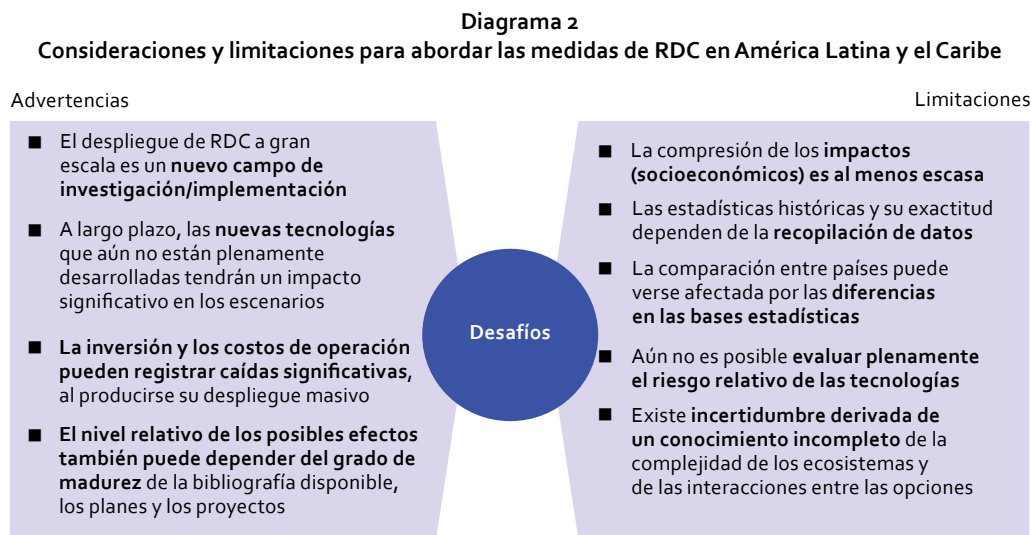 Diagrama 2
Consideraciones y limitaciones para abordar las medidas de RDC en América Latina y el Caribe
Advertencias
■ El despliegue de RDC a gran
escala es un nuevo campo de
investigación/implementación
■ A largo plazo, las nuevas tecnologías
que aún no están plenamente
desarrolladas tendrán un impacto
significativo en los escenarios
■ La inversión y los costos de operación
pueden registrar caídas significativas,
al producirse su despliegue masivo
■ El nivel relativo de los posibles efectos
también puede depender del grado de
madurez de la bibliografía disponible,
los planes y los proyectos
Desafíos
Limitaciones
■ La compresión de los impactos
(socioeconómicos) es al menos escasa
■ Las estadísticas históricas y su exactitud
dependen de la recopilación de datos
■ La comparación entre países puede
verse afectada por las diferencias
en las bases estadísticas
■ Aún no es posible evaluar plenamente
el riesgo relativo de las tecnologías
■ Existe incertidumbre derivada de
un conocimiento incompleto de la
complejidad de los ecosistemas y
de las interacciones entre las opciones